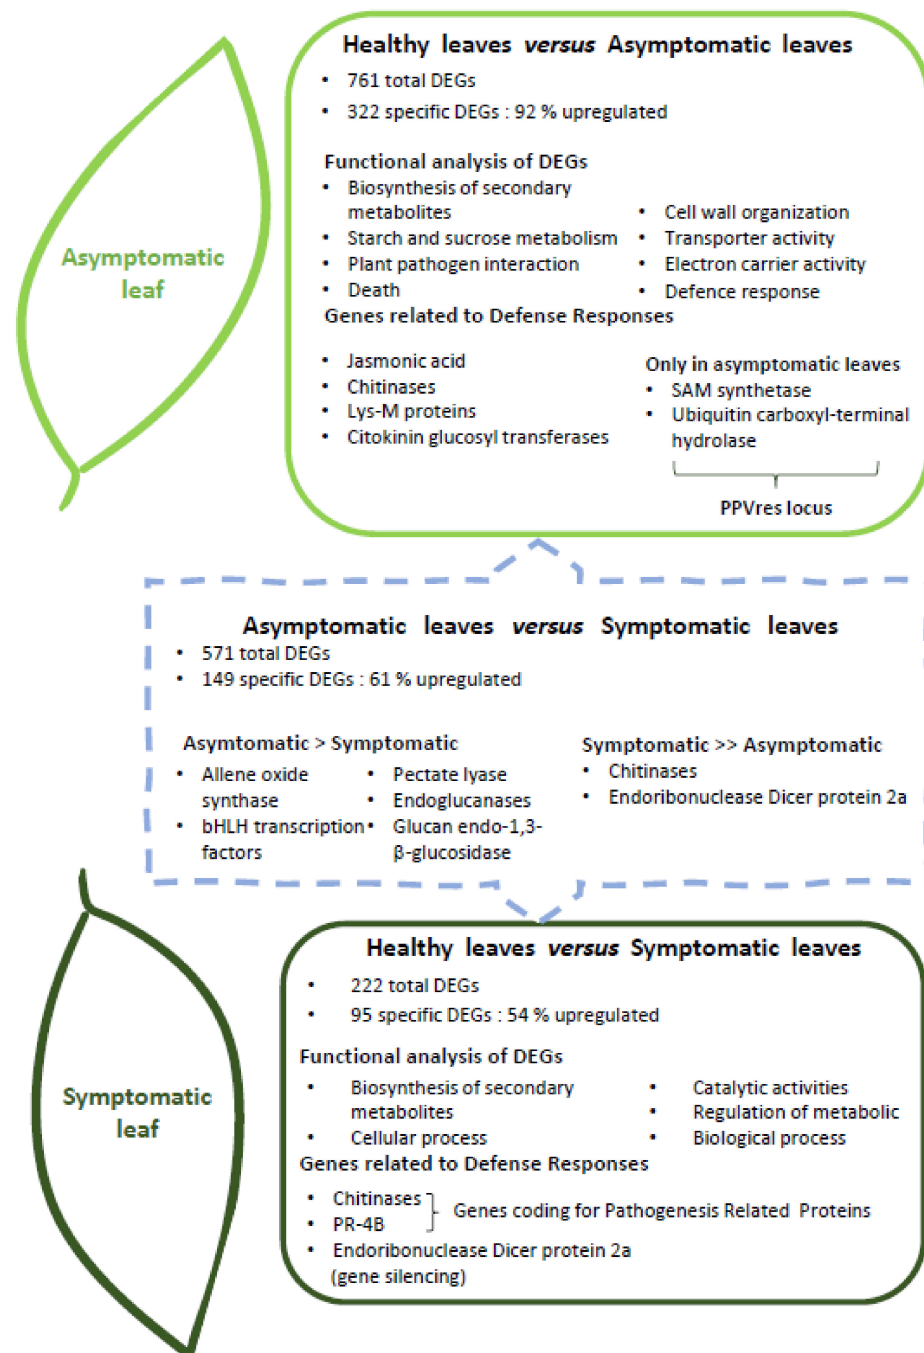 Healthy leaves versus Asymptomatic leaves
• 761 total DEGs
• 322 specific DEGs : 92 % upregulated
Functional analysis of DEGs
• Biosynthesis of secondary
metabolites
• Starch and sucrose metabolism
• Plant pathogen interaction
• Death
• Cell wall organization
• Transporter activity
• Electron carrier activity
• Defence response
Genes related to Defense Responses
• Jasmonic acid
• Chitinases
• Lys-M proteins
• Citokinin glucosyl transferases
Only in asymptomatic leaves
• SAM synthetase
• Ubiquitin carboxyl-terminal
hydrolase
PPVres locus
Asymptomatic
leaf
Asymptomatic leaves versus Symptomatic leaves
• 571 total DEGs
• 149 specific DEGs : 61 % upregulated
Asymtomatic > Symptomatic
• Allene oxide
synthase
• bHLH transcription
factors
• Pectate lyase
• Endoglucanases
• Glucan endo-1,3-
β-glucosidase
Symptomatic >> Asymptomatic
• Chitinases
• Endoribonuclease Dicer protein 2a
Healthy leaves versus Symptomatic leaves
• 222 total DEGs
• 95 specific DEGs : 54 % upregulated
Functional analysis of DEGs
• Biosynthesis of secondary
metabolites
• Cellular process
• Catalytic activities
• Regulation of metabolic
• Biological process
Genes related to Defense Responses
• Chitinases
• PR-4B
Genes coding for Pathogenesis Related Proteins
• Endoribonuclease Dicer protein 2a
(gene silencing)
Symptomatic
leaf